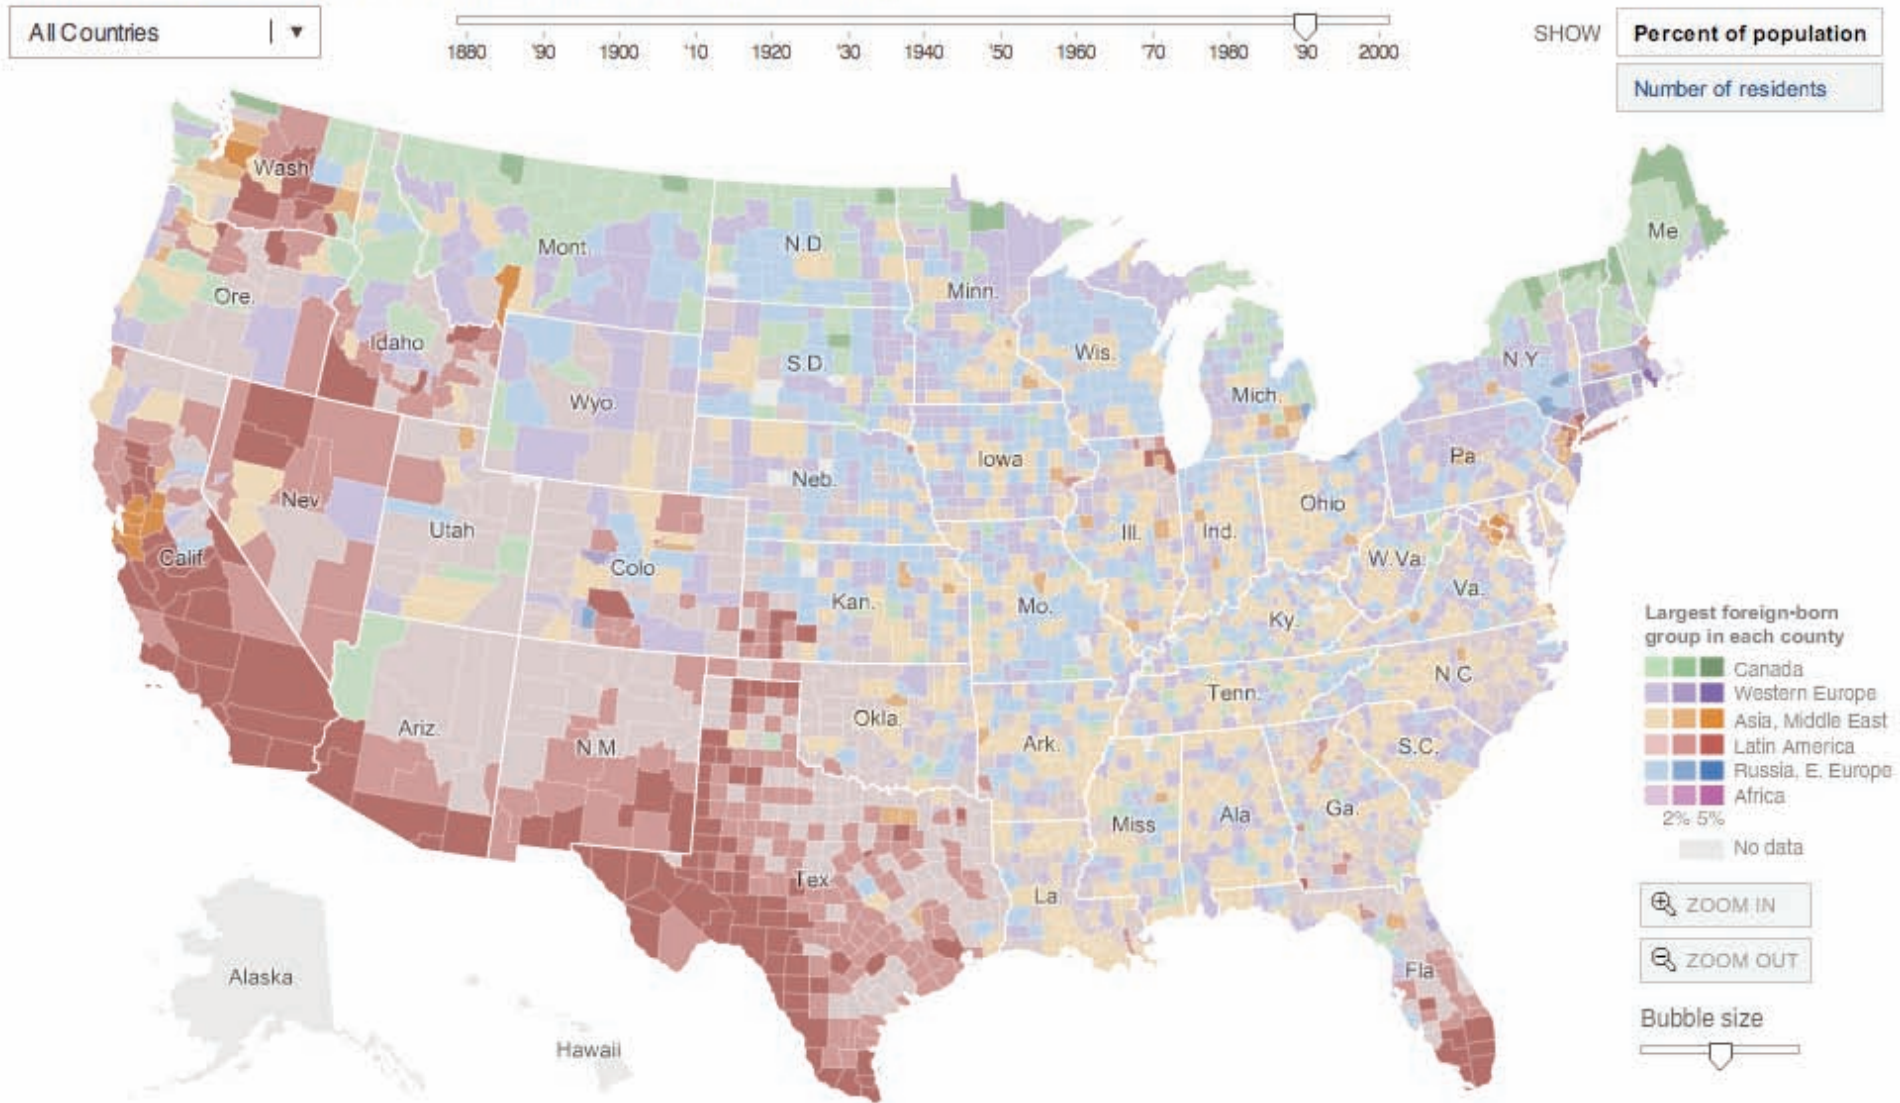 All Countries ▼
1880 '90 1900 '10 1920 '30 1940 '50 1960 '70 1980 '90 2000
SHOW
Percent of population
Number of residents
Wash
Mont.
N.D.
Minn.
Me
Ore.
Idaho
S.D.
Wis.
N.Y.
Wyo.
Mich.
Iowa
Pa
Nev
Neb.
Ohio
Utah
Ill.
Ind.
Calif.
Colo.
W.Va.
Kan.
Mo.
Va.
Ky.
N C
Tenn.
Ariz.
N.M.
Okla.
Ark.
S.C.
Miss
Ala
Ga.
Tex
La
Fla
Alaska
Hawaii
Largest foreign-born
group in each county
Canada
Western Europe
Asia, Middle East
Latin America
Russia, E. Europe
Africa
2% 5%
No data
ZOOM IN
ZOOM OUT
Bubble size